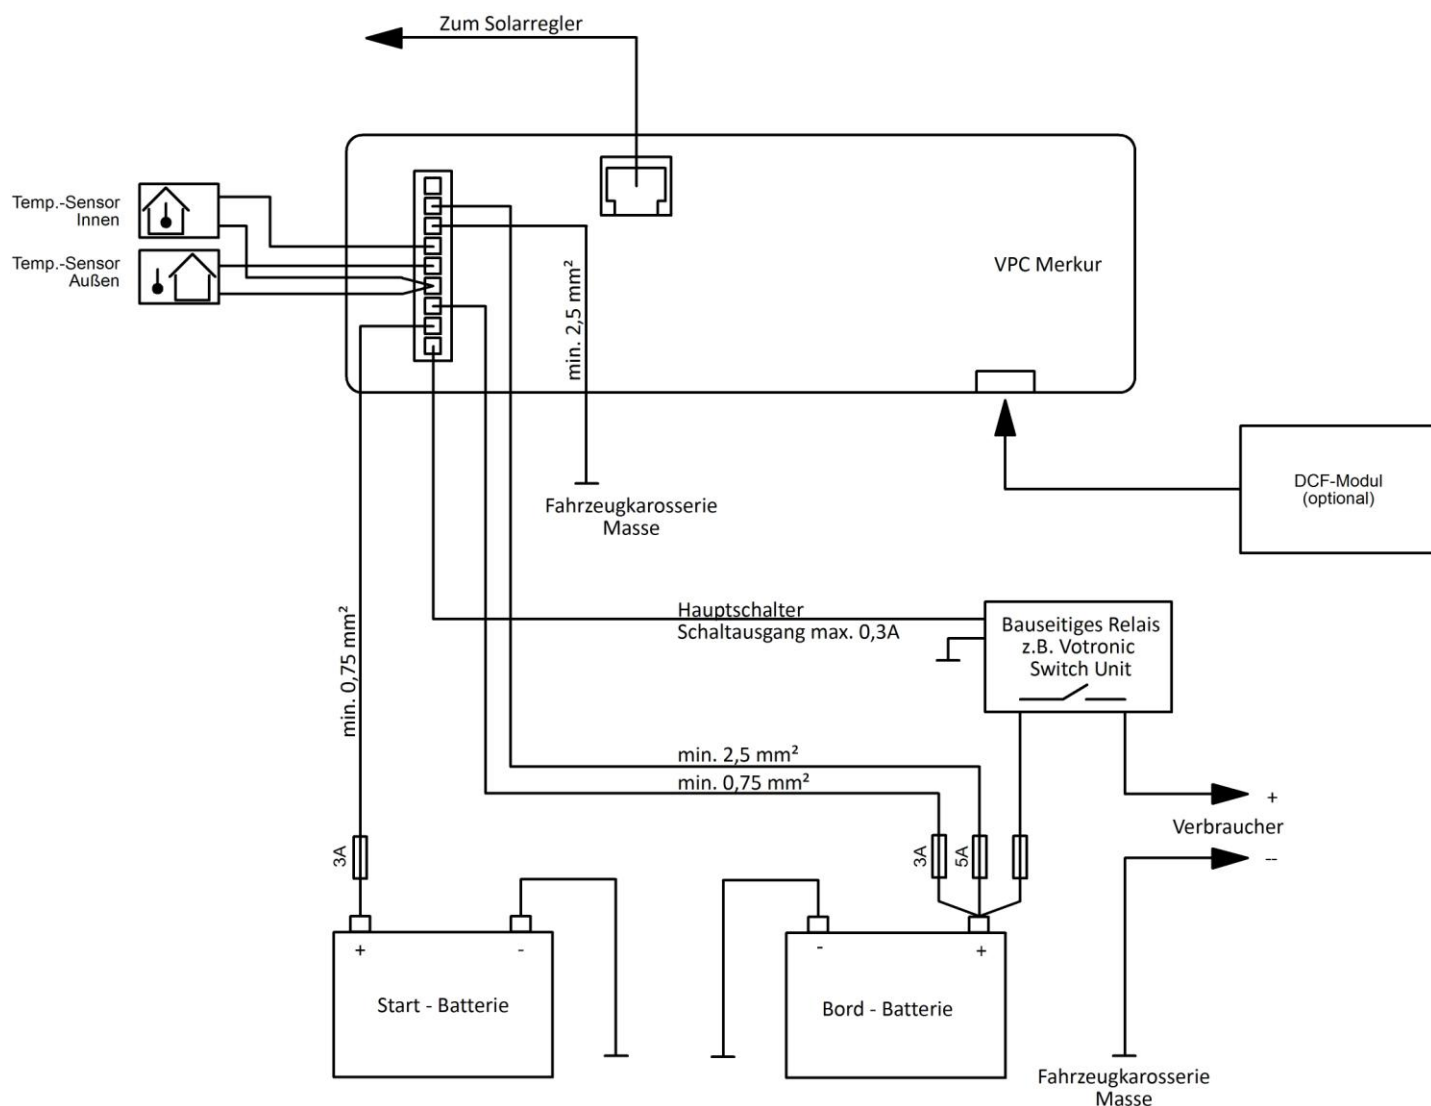 Zum Solarregler
Temp.-Sensor
Innen
Temp.-Sensor
Außen
VPC Merkur
min. 2,5 mm²
Fahrzeugkarosserie
Masse
DCF-Modul
(optional)
min. 0,75 mm²
Hauptschalter
Schaltausgang max. 0,3A
Bauseitiges Relais
z.B. Votronic
Switch Unit
min. 2,5 mm²
min. 0,75 mm²
+
Verbraucher
--
3A
3A
5A
+
-
-
+
Start - Batterie
Bord - Batterie
Fahrzeugkarosserie
Masse